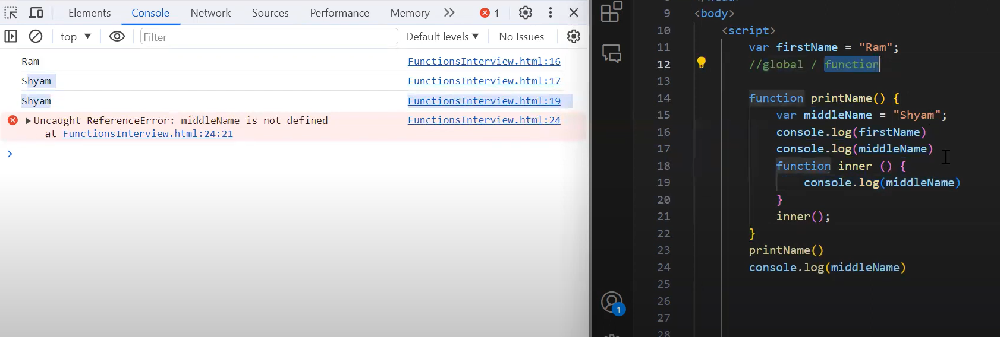 Elements Console Network Sources Performance Memory 1
top Filter Default levels No Issues
Ram FunctionsInterview.html:16
Shyam FunctionsInterview.html:17
Shyam FunctionsInterview.html:19
Uncaught ReferenceError: middleName is not defined FunctionsInterview.html:24
at FunctionsInterview.html:24:21
1
9 <body>
10 <script>
11 var firstName = "Ram";
12 //global / function
13
14 function printName() {
15 var middleName = "Shyam";
16 console.log(firstName)
17 console.log(middleName)
18 function inner () {
19 console.log(middleName)
20 }
21 inner();
22 }
23 printName()
24 console.log(middleName)
25
26
27
28